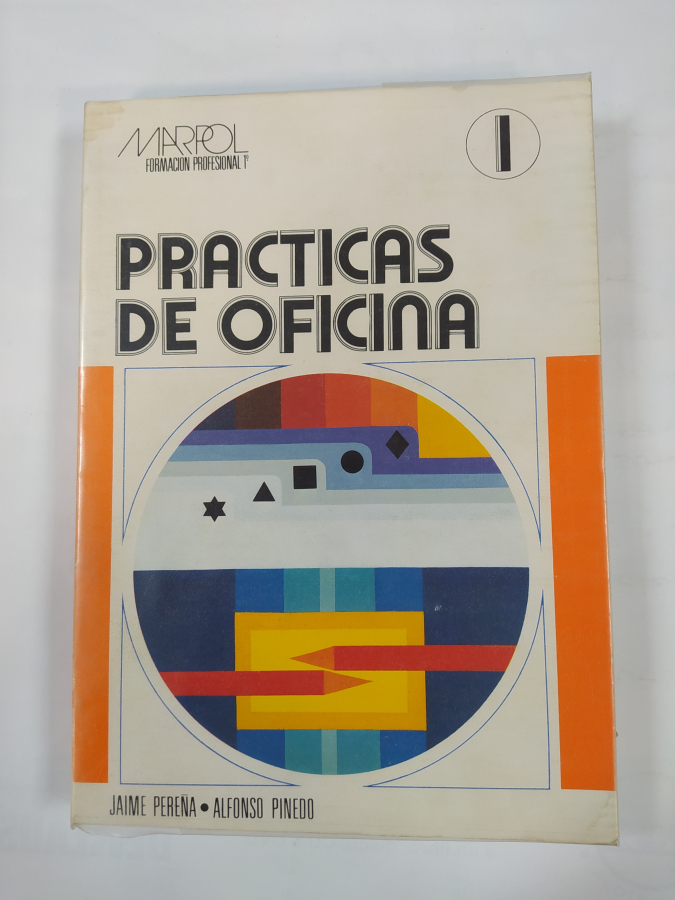 MARPOL
FORMACION PROFESIONAL 1º
I
PRACTICAS
DE OFICINA
JAIME PEREÑA • ALFONSO PINEDO